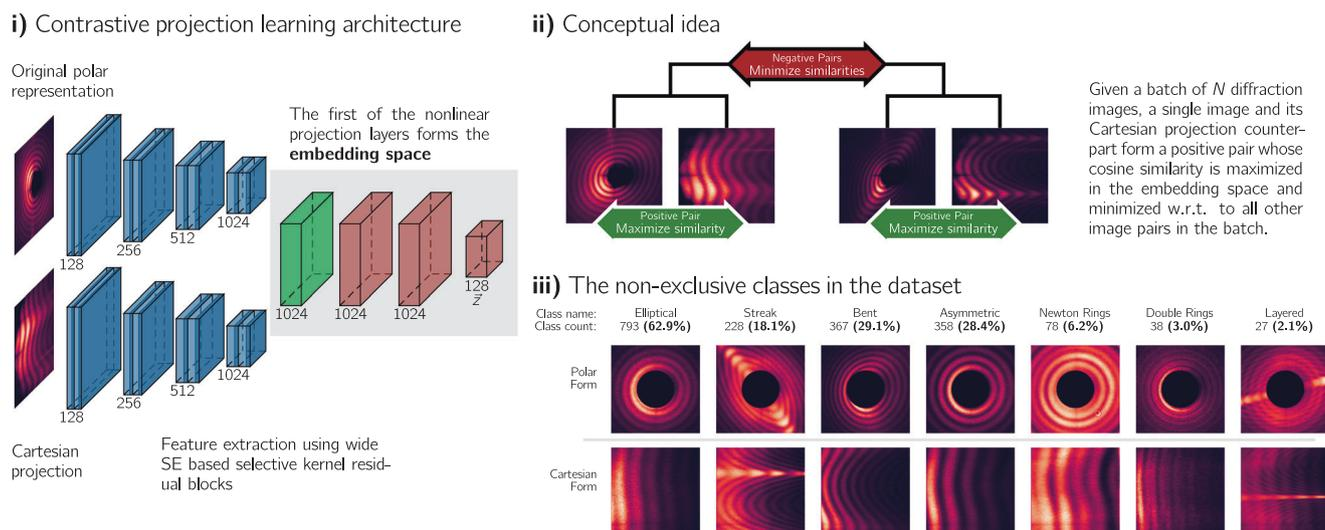 i) Contrastive projection learning architecture
Original polar
representation
The first of the nonlinear
projection layers forms the
embedding space
128
256
512
1024
1024
1024
1024
128
z⃗
128
256
512
1024
Cartesian
projection
Feature extraction using wide
SE based selective kernel resid-
ual blocks
ii) Conceptual idea
Negative Pairs
Minimize similarities
Positive Pair
Maximize similarity
Positive Pair
Maximize similarity
Given a batch of N diffraction
images, a single image and its
Cartesian projection counter-
part form a positive pair whose
cosine similarity is maximized
in the embedding space and
minimized w.r.t. to all other
image pairs in the batch.
iii) The non-exclusive classes in the dataset
Class name: Elliptical Streak Bent Asymmetric Newton Rings Double Rings Layered
Class count: 793 (62.9%) 228 (18.1%) 367 (29.1%) 358 (28.4%) 78 (6.2%) 38 (3.0%) 27 (2.1%)
Polar
Form
Cartesian
Form